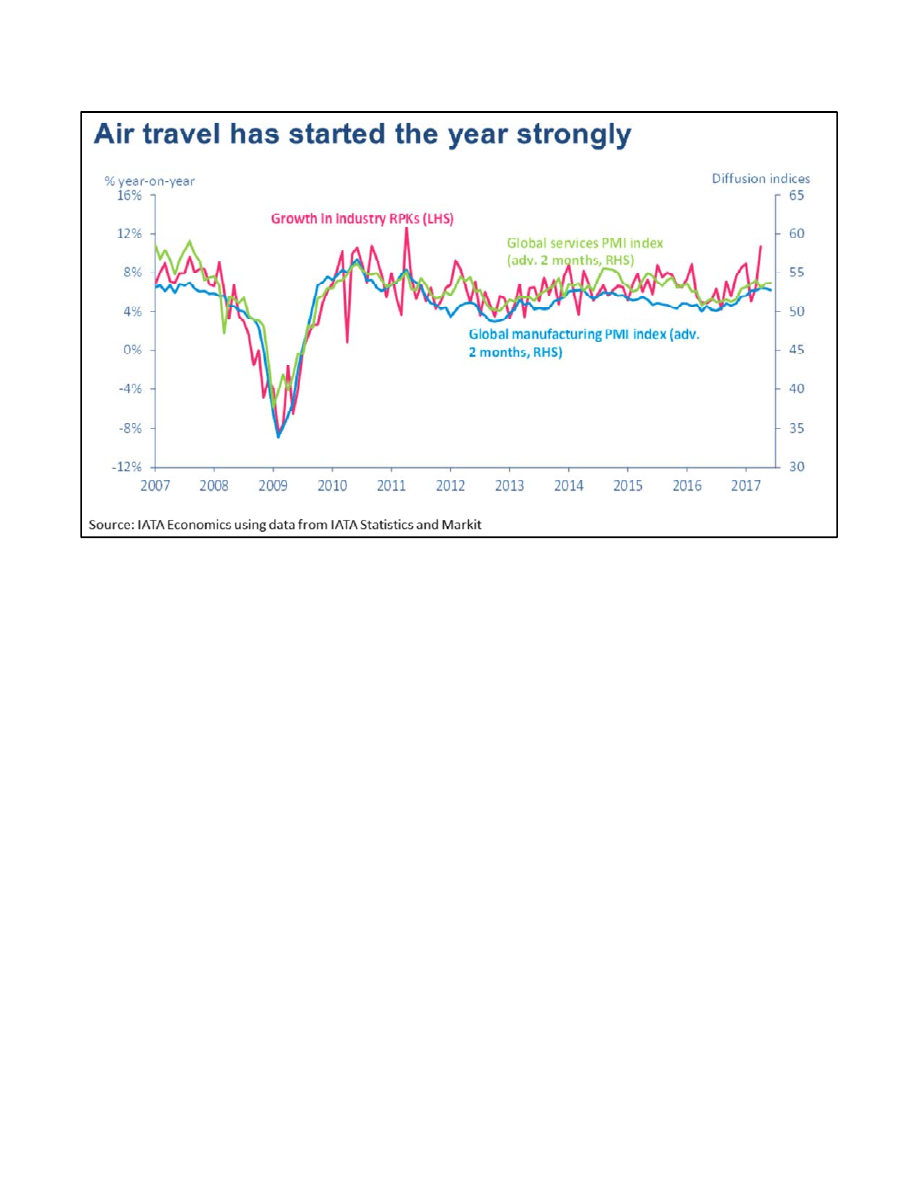 Air travel has started the year strongly
% year-on-year
Diffusion indices
16%
12%
8%
4%
0%
-4%
-8%
-12%
65
60
55
50
45
40
35
30
Growth in industry RPKs (LHS)
Global services PMI index
(adv. 2 months, RHS)
Global manufacturing PMI index (adv.
2 months, RHS)
2007 2008 2009 2010 2011 2012 2013 2014 2015 2016 2017
Source: IATA Economics using data from IATA Statistics and Markit